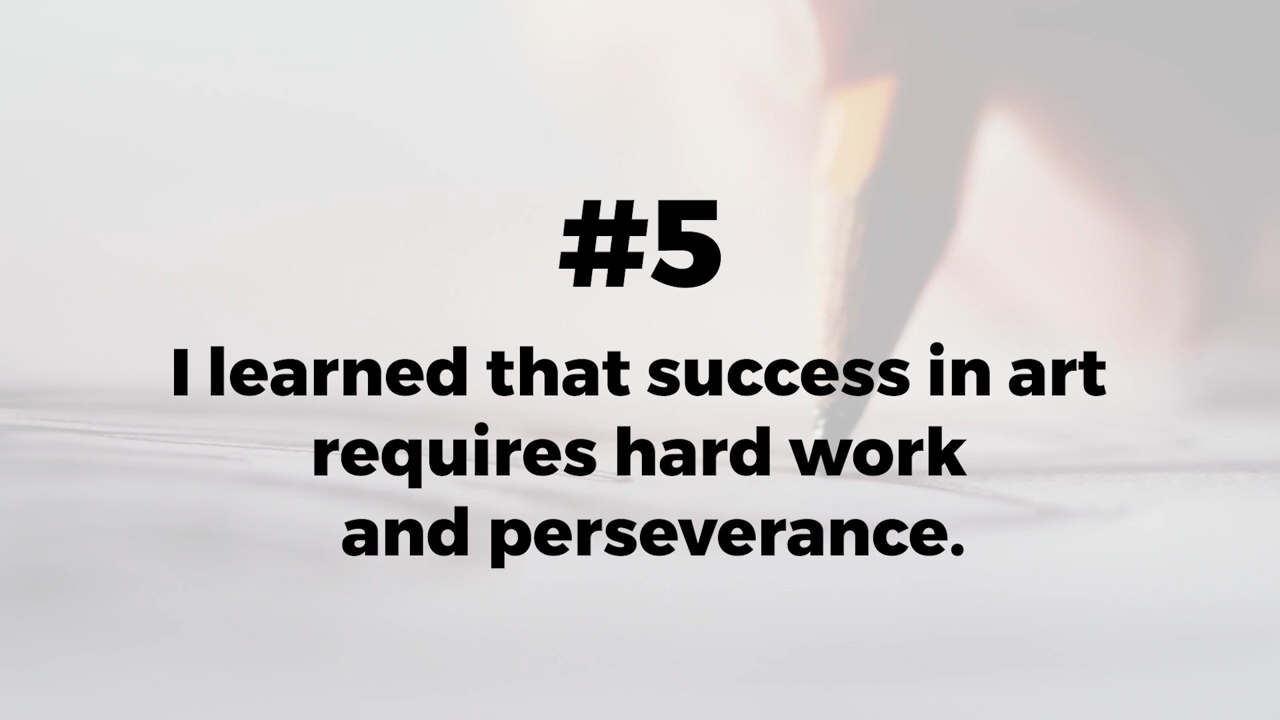 #5
I learned that success in art
requires hard work
and perseverance.